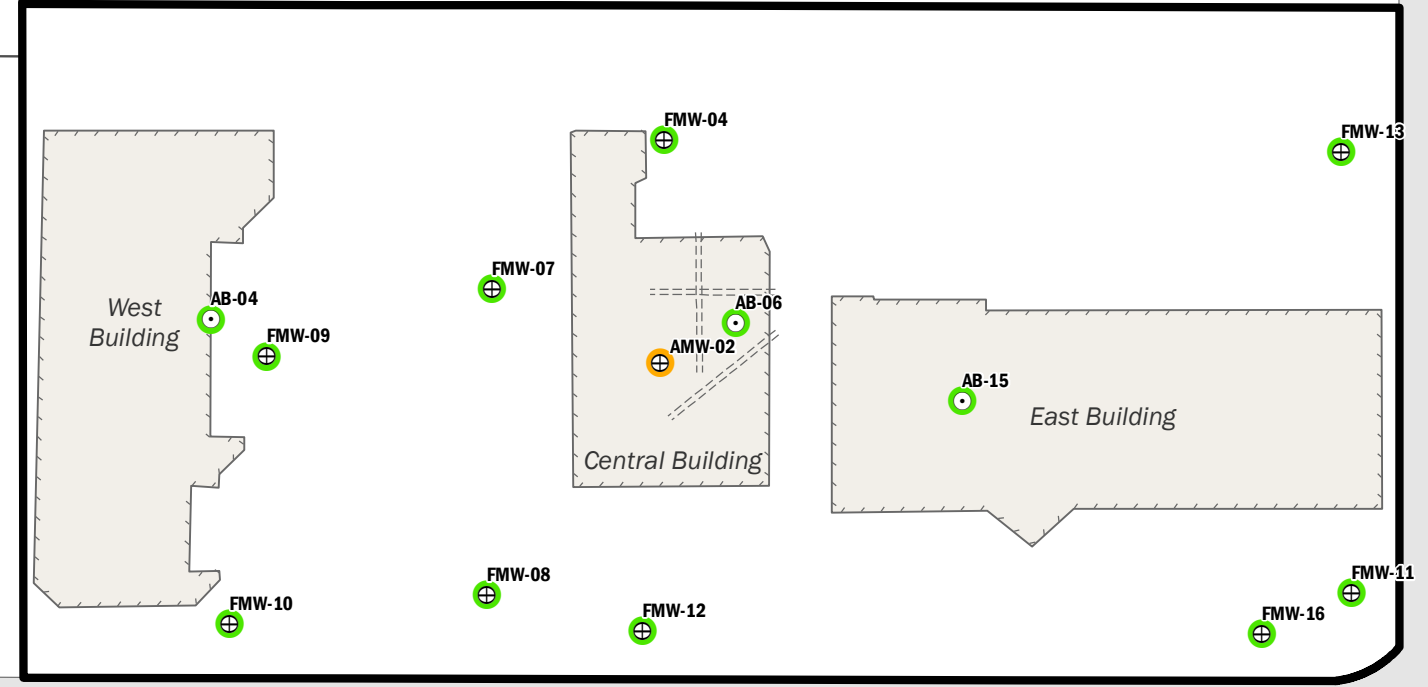 FMW-04
FMW-13
FMW-07
AB-04
West
Building
AB-06
FMW-09
AMW-02
AB-15
East Building
Central Building
FMW-08
FMW-11
FMW-10
FMW-12
FMW-16